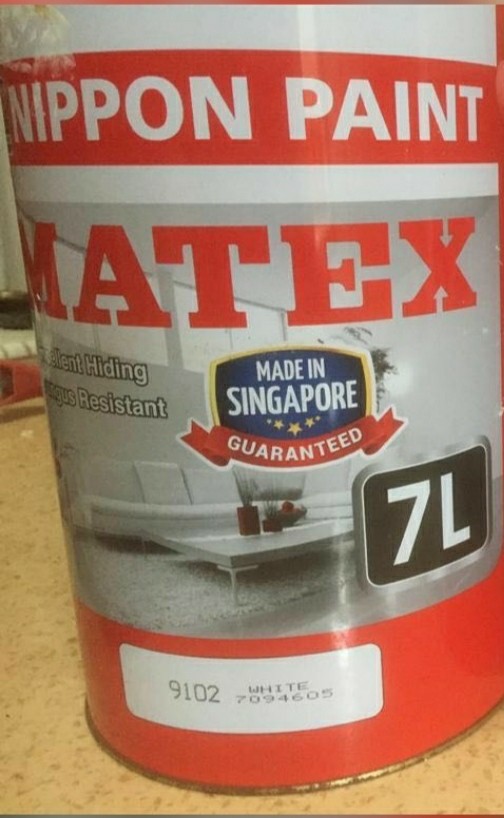 NIPPON PAINT
MATEX
Hiding
Resistant
MADE IN
SINGAPORE
GUARANTEED
7L
9102 WHITE
7094605